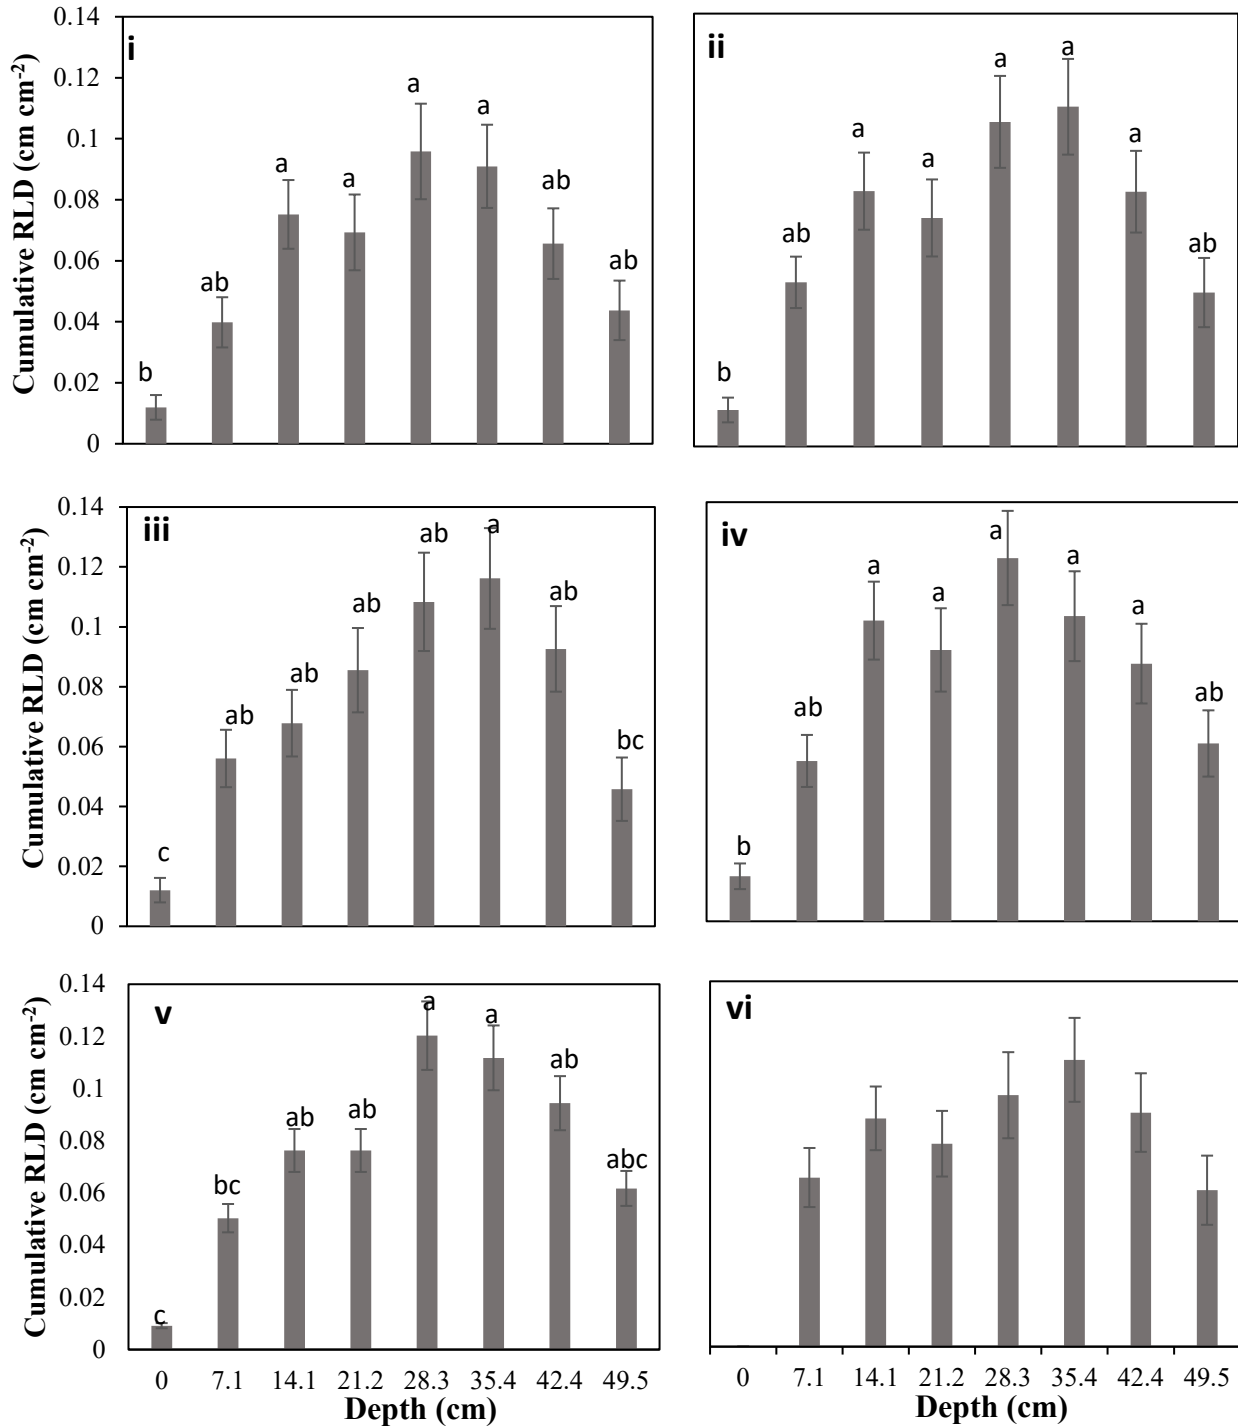 0.14
0.12
0.1
0.08
0.06
0.04
0.02
0
Cumulative RLD (cm cm-2)
i
b
ab
a
a
a
a
ab
ab
ii
b
ab
a
a
a
a
a
ab
0.14
0.12
0.1
0.08
0.06
0.04
0.02
0
Cumulative RLD (cm cm-2)
iii
c
ab
ab
ab
ab
a
ab
bc
iv
b
ab
a
a
a
a
a
ab
0.14
0.12
0.1
0.08
0.06
0.04
0.02
0
Cumulative RLD (cm cm-2)
v
c
bc
ab
ab
a
a
ab
abc
0 7.1 14.1 21.2 28.3 35.4 42.4 49.5
Depth (cm)
vi
0 7.1 14.1 21.2 28.3 35.4 42.4 49.5
Depth (cm)